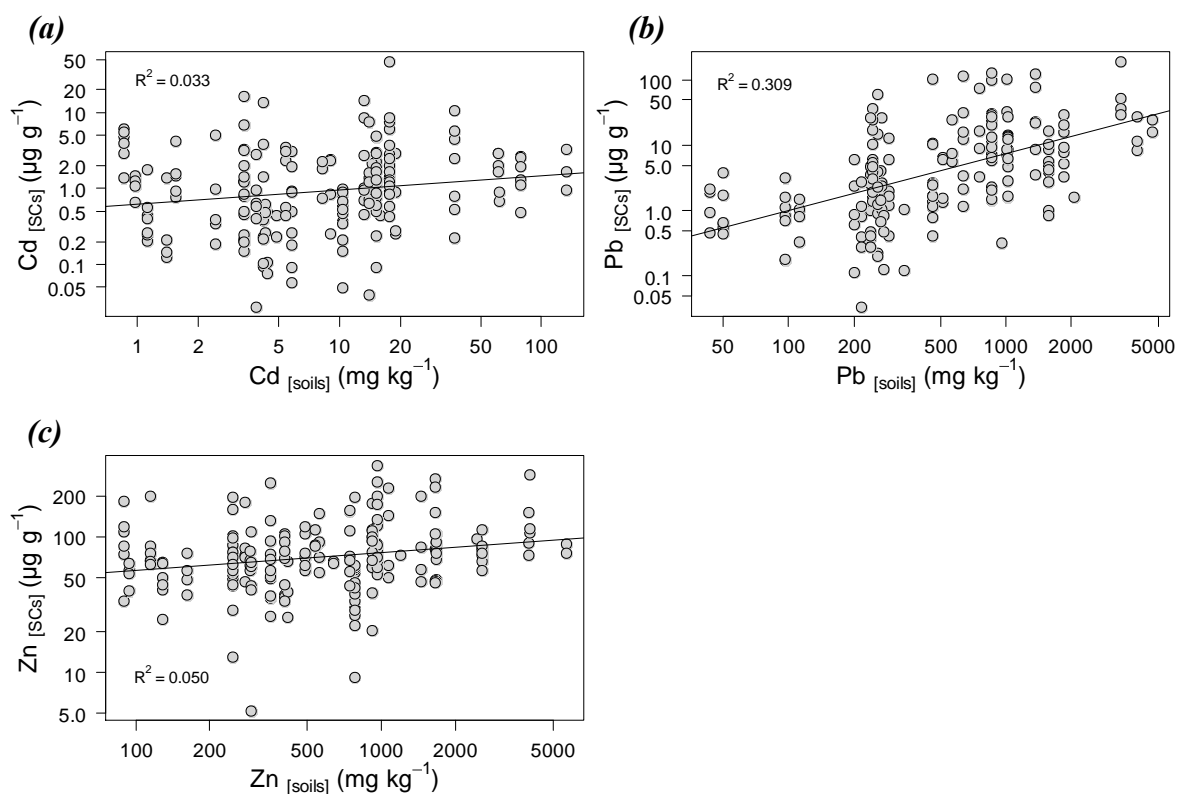 (a)
R² = 0.033
50
20
10
5.0
2.0
1.0
0.5
0.2
0.1
0.05
Cd [SCs] (µg g⁻¹)
1 2 5 10 20 50 100
Cd [soils] (mg kg⁻¹)
(b)
R² = 0.309
100
50
10
5.0
1.0
0.5
0.1
0.05
Pb [SCs] (µg g⁻¹)
50 100 200 500 1000 2000 5000
Pb [soils] (mg kg⁻¹)
(c)
200
100
50
20
10
5.0
Zn [SCs] (µg g⁻¹)
R² = 0.050
100 200 500 1000 2000 5000
Zn [soils] (mg kg⁻¹)